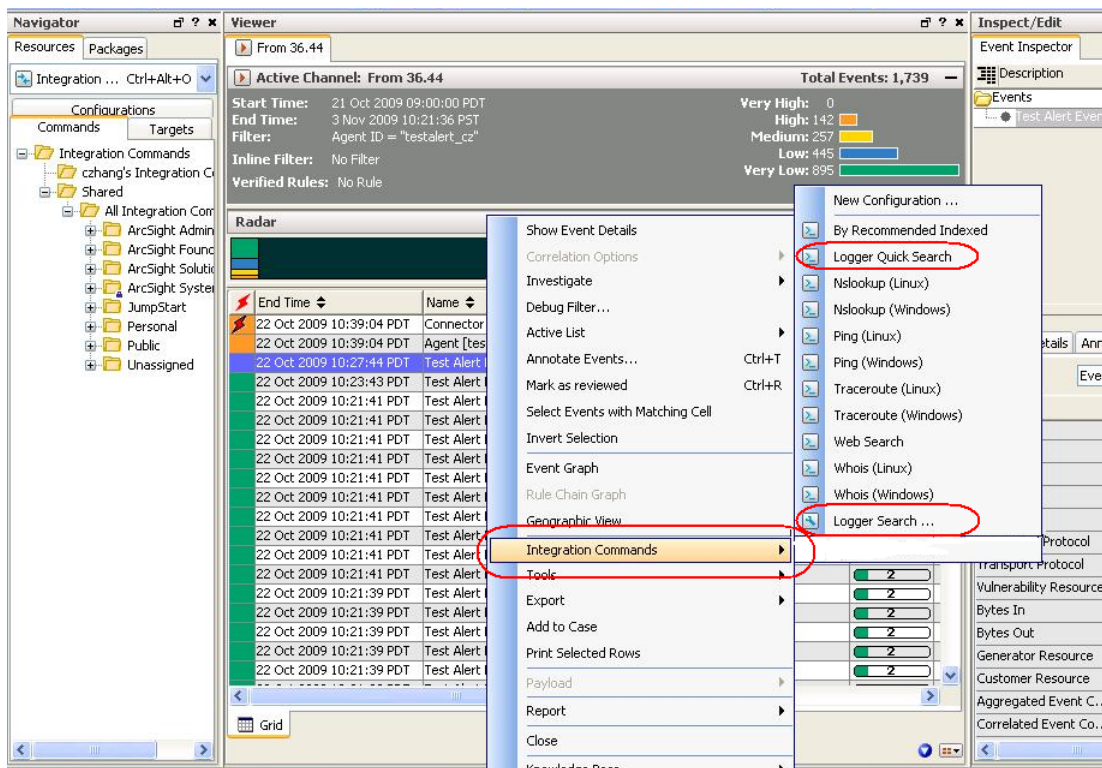 Navigator
Resources Packages
Integration ... Ctrl+Alt+O
Configurations
Commands Targets
Integration Commands
czhang's Integration C
Shared
All Integration Com
ArcSight Admin
ArcSight Found
ArcSight Solutio
ArcSight System
JumpStart
Personal
Public
Unassigned
Viewer
From 36.44
Active Channel: From 36.44 Total Events: 1,739
Start Time: 21 Oct 2009 09:00:00 PDT
End Time: 3 Nov 2009 10:21:36 PST
Filter: Agent ID = "testalert_cz"
Inline Filter: No Filter
Verified Rules: No Rule
Very High: 0
High: 142
Medium: 257
Low: 445
Very Low: 895
Radar
End Time Name
22 Oct 2009 10:39:04 PDT Connector
22 Oct 2009 10:39:04 PDT Agent [tes
22 Oct 2009 10:27:44 PDT Test Alert
22 Oct 2009 10:23:43 PDT Test Alert
22 Oct 2009 10:21:41 PDT Test Alert
22 Oct 2009 10:21:41 PDT Test Alert
22 Oct 2009 10:21:41 PDT Test Alert
22 Oct 2009 10:21:41 PDT Test Alert
22 Oct 2009 10:21:41 PDT Test Alert
22 Oct 2009 10:21:41 PDT Test Alert
22 Oct 2009 10:21:41 PDT Test Alert
22 Oct 2009 10:21:41 PDT Test Alert
22 Oct 2009 10:21:41 PDT Test Alert
22 Oct 2009 10:21:41 PDT Test Alert 2
22 Oct 2009 10:21:39 PDT Test Alert 2
22 Oct 2009 10:21:39 PDT Test Alert 2
22 Oct 2009 10:21:39 PDT Test Alert 2
22 Oct 2009 10:21:39 PDT Test Alert 2
22 Oct 2009 10:21:39 PDT Test Alert 2
Grid
Show Event Details
Correlation Options
Investigate
Debug Filter...
Active List
Annotate Events... Ctrl+T
Mark as reviewed Ctrl+R
Select Events with Matching Cell
Invert Selection
Event Graph
Rule Chain Graph
Geographic View
Integration Commands
Tools
Export
Add to Case
Print Selected Rows
Payload
Report
Close
Knowledge Base
New Configuration ...
By Recommended Indexed
Logger Quick Search
Nslookup (Linux)
Nslookup (Windows)
Ping (Linux)
Ping (Windows)
Traceroute (Linux)
Traceroute (Windows)
Web Search
Whois (Linux)
Whois (Windows)
Logger Search ...
Inspect/Edit
Event Inspector
Description
Events
Test Alert Even
etails Ann
Eve
Protocol
Transport Protocol
Vulnerability Resource
Bytes In
Bytes Out
Generator Resource
Customer Resource
Aggregated Event C..
Correlated Event Co..